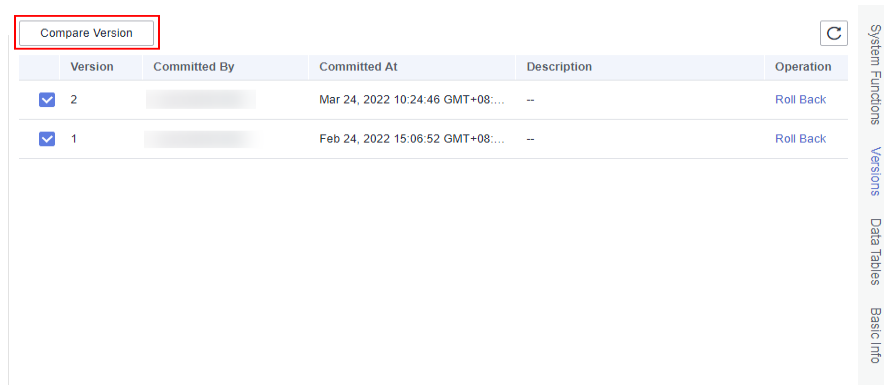 Compare Version
Version Committed By Committed At Description Operation
2 Mar 24, 2022 10:24:46 GMT+08:... -- Roll Back
1 Feb 24, 2022 15:06:52 GMT+08:... -- Roll Back
System Functions
Versions
Data Tables
Basic Info